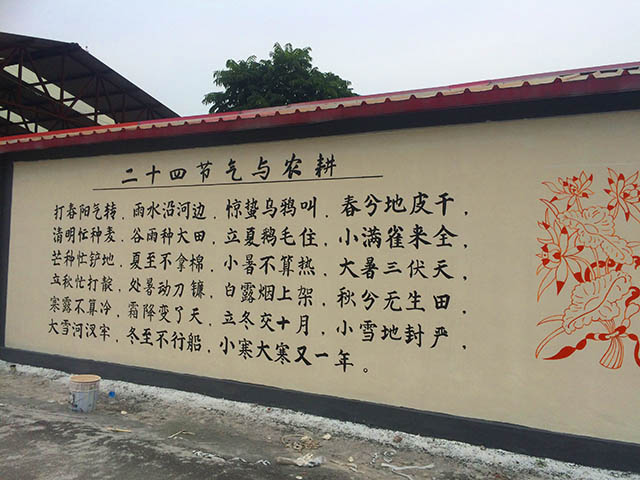 二十四节气与农耕
打春阳气转，雨水沿河边，惊蛰乌鸦叫，春兮地皮干，
清明忙种麦，谷雨种大田，立夏鹅毛住，小满雀来全，
芒种忙铲地，夏至不拿棉，小暑不算热，大暑三伏天，
立秋忙打靛，处暑动刀镰，白露烟上架，秋兮无生田，
寒露不算冷，霜降变了天，立冬交十月，小雪地封严，
大雪河汊牢，冬至不行船，小寒大寒又一年。